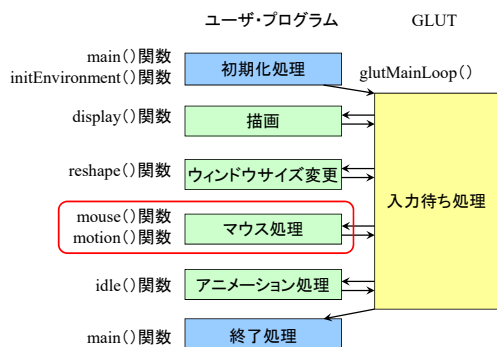 ユーザ・プログラム GLUT
main()関数
initEnvironment()関数
初期化処理
glutMainLoop()
display()関数
描画
reshape()関数
ウィンドウサイズ変更
入力待ち処理
mouse()関数
motion()関数
マウス処理
idle()関数
アニメーション処理
main()関数
終了処理